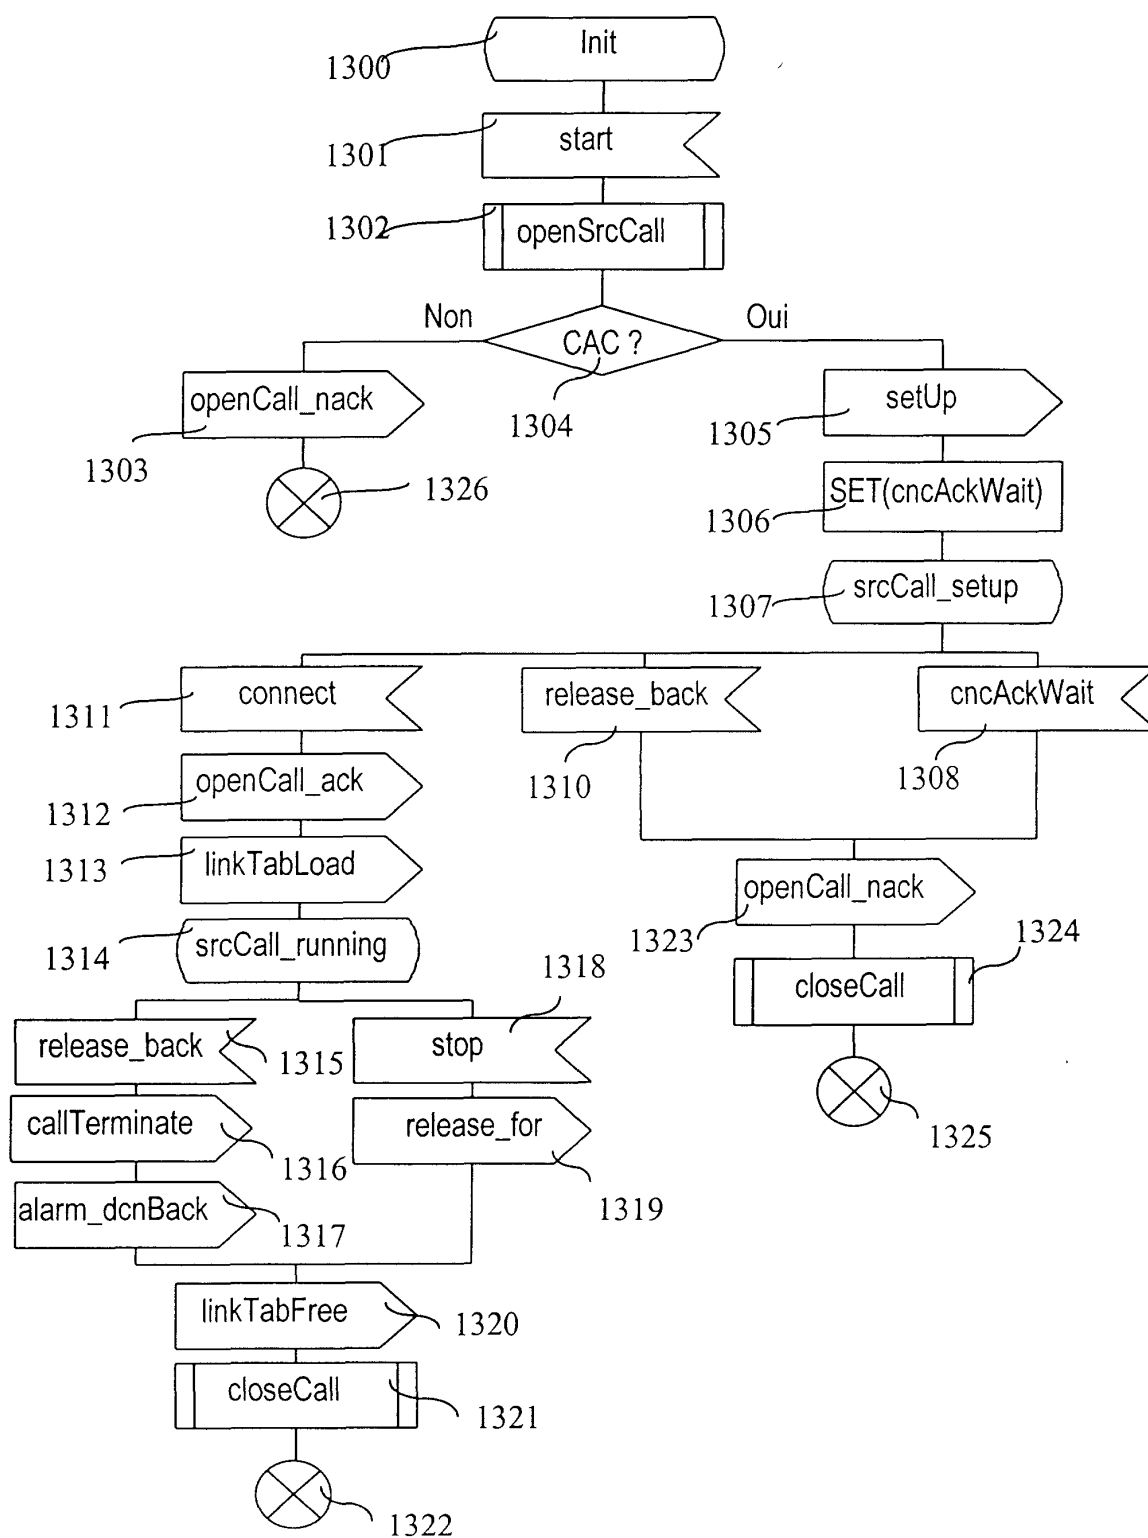 Init
1300
start
1301
openSrcCall
1302
Non
Oui
CAC ?
1304
openCall_nack
1303
1326
setUp
1305
SET(cncAckWait)
1306
srcCall_setup
1307
connect
1311
release_back
1310
cncAckWait
1308
openCall_ack
1312
linkTabLoad
1313
openCall_nack
1323
srcCall_running
1314
1324
closeCall
1318
release_back
1315
stop
callTerminate
1316
release_for
1319
1325
alarm_dcnBack
1317
linkTabFree
1320
closeCall
1321
1322